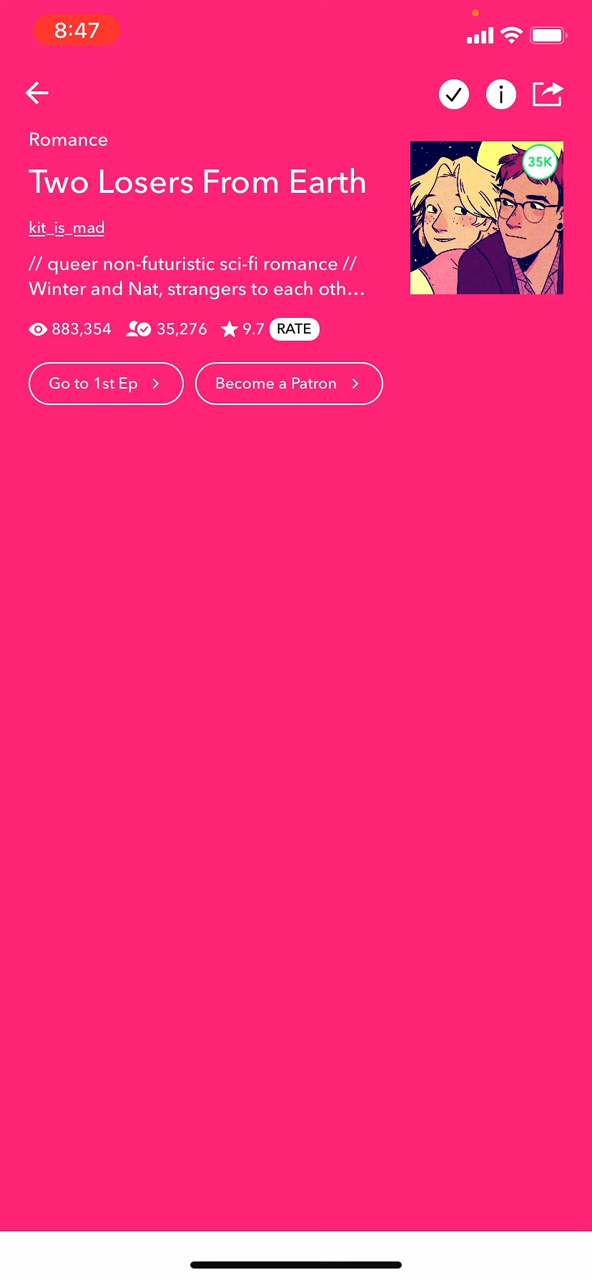 8:47
Romance
35K
Two Losers From Earth
kit_is_mad
// queer non-futuristic sci-fi romance //
Winter and Nat, strangers to each oth...
883,354 35,276 9.7 RATE
Go to 1st Ep Become a Patron